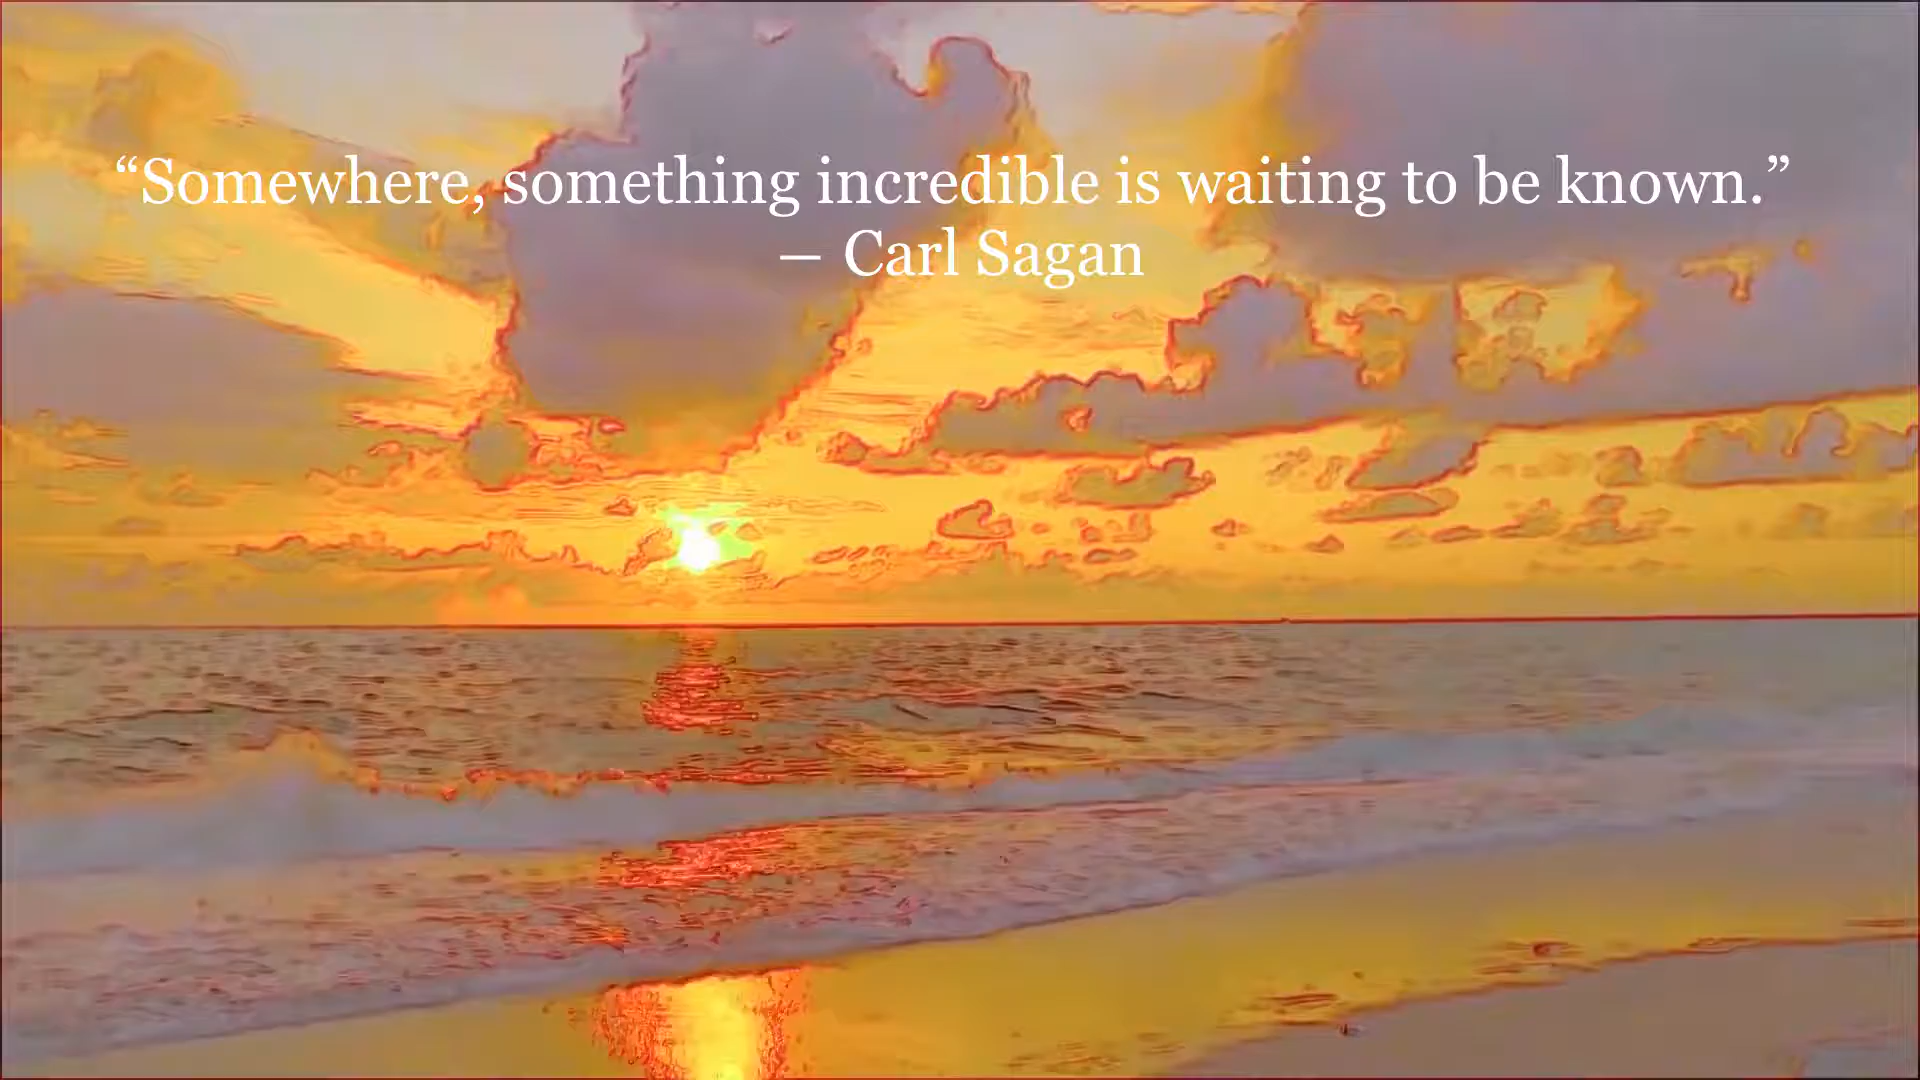 “Somewhere, something incredible is waiting to be known.”
— Carl Sagan